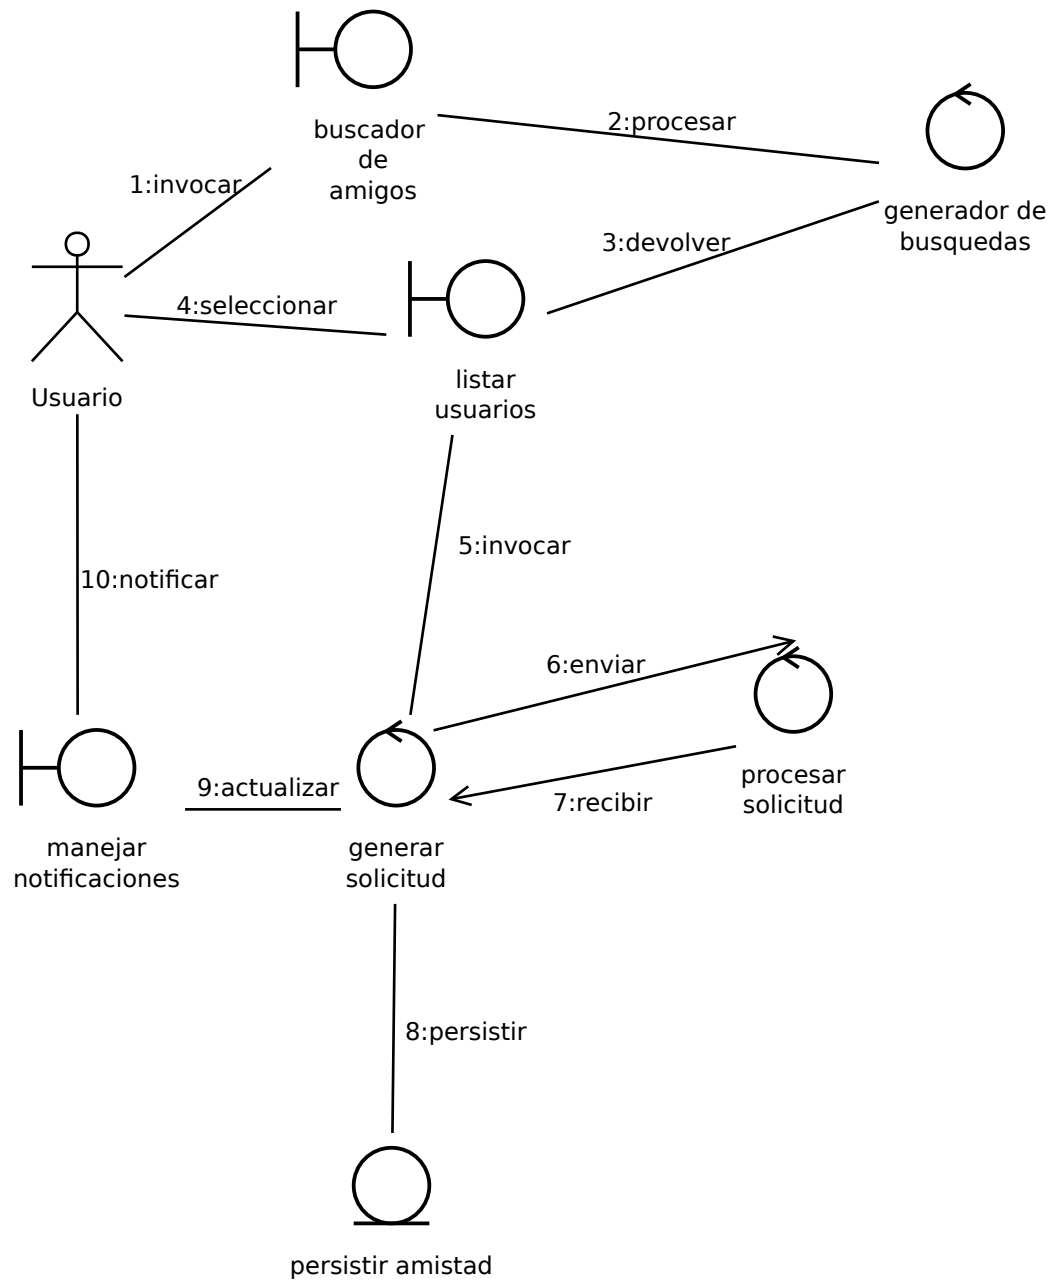 buscador
de
amigos
2:procesar
1:invocar
generador de
busquedas
3:devolver
4:seleccionar
Usuario
listar
usuarios
5:invocar
10:notificar
6:enviar
procesar
solicitud
9:actualizar
7:recibir
manejar
notificaciones
generar
solicitud
8:persistir
persistir amistad